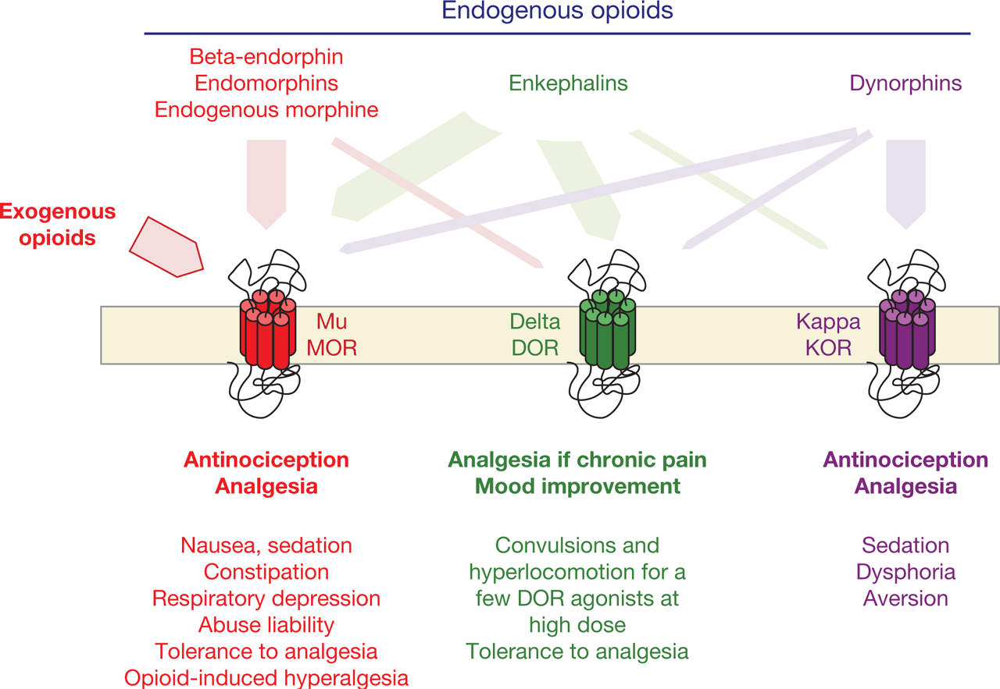 Endogenous opioids
Beta-endorphin
Endomorphins
Endogenous morphine
Enkephalins
Dynorphins
Exogenous
opioids
Mu
MOR
Delta
DOR
Kappa
KOR
Antinociception
Analgesia
Analgesia if chronic pain
Mood improvement
Antinociception
Analgesia
Nausea, sedation
Constipation
Respiratory depression
Abuse liability
Tolerance to analgesia
Opioid-induced hyperalgesia
Convulsions and
hyperlocomotion for a
few DOR agonists at
high dose
Tolerance to analgesia
Sedation
Dysphoria
Aversion